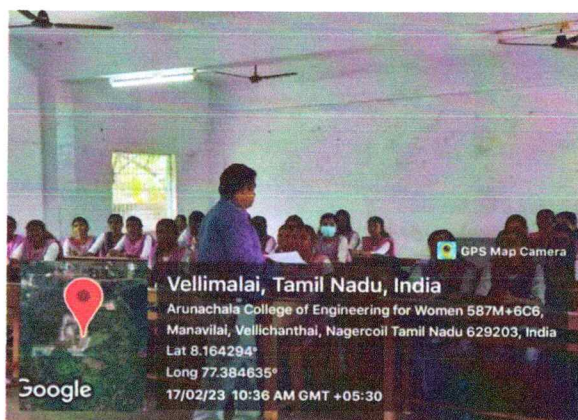 GPS Map Camera
Vellimalai, Tamil Nadu, India
Arunachala College of Engineering for Women 587M+6C6,
Manavilai, Vellichanthai, Nagercoil Tamil Nadu 629203, India
Lat 8.164294°
Long 77.384635°
17/02/23 10:36 AM GMT +05:30
Google